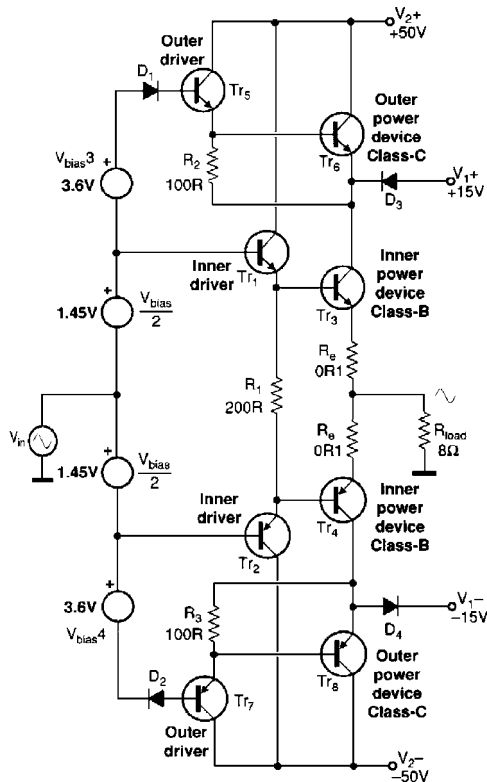 Outer
driver
V2+
+50V
D1
Tr5
Outer
power
device
Class-C
Vbias3
3.6V
R2
100R
Tr6
V1+
+15V
D3
Inner
driver
Tr1
Inner
power
device
Class-B
Tr3
1.45V
Vbias
2
Re
0R1
R1
200R
Vin
Re
0R1
Rload
8Ω
1.45V
Vbias
2
Inner
driver
Tr4
Inner
power
device
Class-B
Tr2
3.6V
Vbias4
R3
100R
V1−
−15V
D4
D2
Tr7
Tr8
Outer
power
device
Class-C
Outer
driver
V2−
−50V